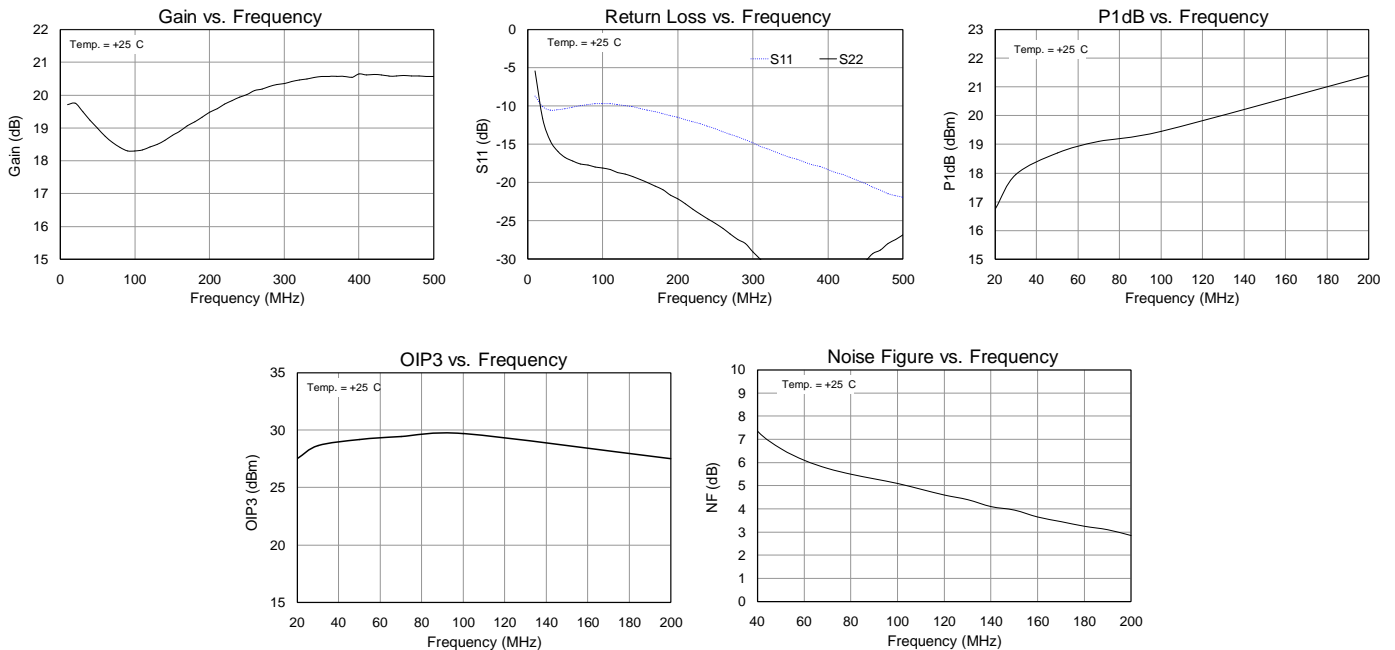 Gain vs. Frequency
Temp. = +25 C
22
21
20
19
18
17
16
15
Gain (dB)
0 100 200 300 400 500
Frequency (MHz)
Return Loss vs. Frequency
Temp. = +25 C
S11 S22
0
-5
-10
-15
-20
-25
-30
S11 (dB)
0 100 200 300 400 500
Frequency (MHz)
P1dB vs. Frequency
Temp. = +25 C
23
22
21
20
19
18
17
16
15
P1dB (dBm)
20 40 60 80 100 120 140 160 180 200
Frequency (MHz)
OIP3 vs. Frequency
Temp. = +25 C
35
30
25
20
15
OIP3 (dBm)
20 40 60 80 100 120 140 160 180 200
Frequency (MHz)
Noise Figure vs. Frequency
Temp. = +25 C
10
9
8
7
6
5
4
3
2
1
0
NF (dB)
40 60 80 100 120 140 160 180 200
Frequency (MHz)